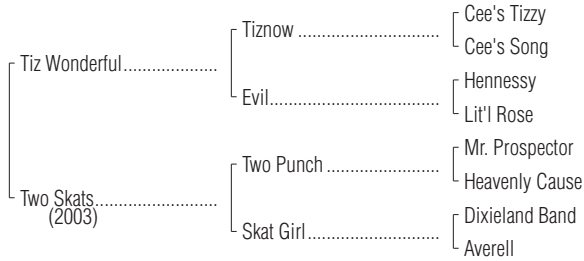 Cee's Tizzy
Tiznow ........................................
Cee's Song
Tiz Wonderful...................
Hennessy
Evil................................................
Lit'l Rose
Mr. Prospector
Two Punch ................................
Heavenly Cause
Two Skats.........................
(2003)
Dixieland Band
Skat Girl.....................................
Averell